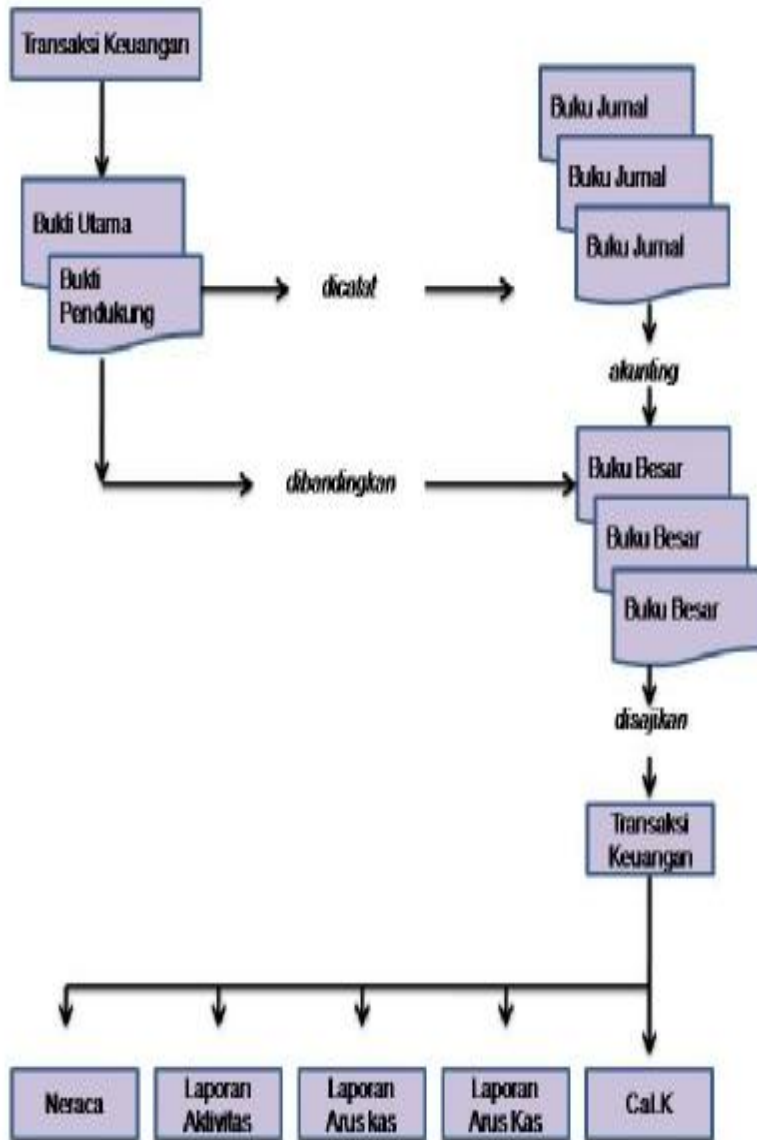 Transaksi Keuangan
Buku Jurnal
Buku Jurnal
Buku Jurnal
Bukti Utama
Bukti
Pendukung
dicatat
akunting
Buku Besar
Buku Besar
Buku Besar
dibandingkan
disajikan
Transaksi
Keuangan
Neraca
Laporan
Aktivitas
Laporan
Arus kas
Laporan
Arus Kas
CaLK